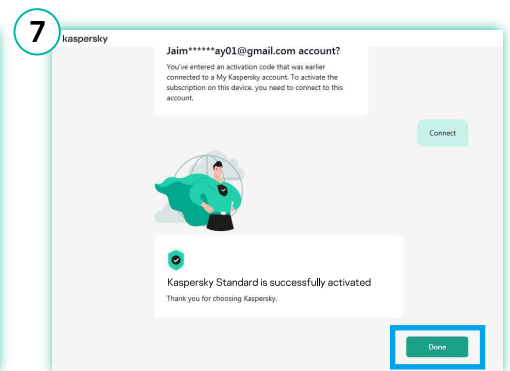 7
kaspersky
Jaim******ay01@gmail.com account?
You've entered an activation code that was earlier
connected to a My Kaspersky account. To activate the
subscription on this device, you need to connect to this
account.
Connect
Kaspersky Standard is successfully activated
Thank you for choosing Kaspersky.
Done